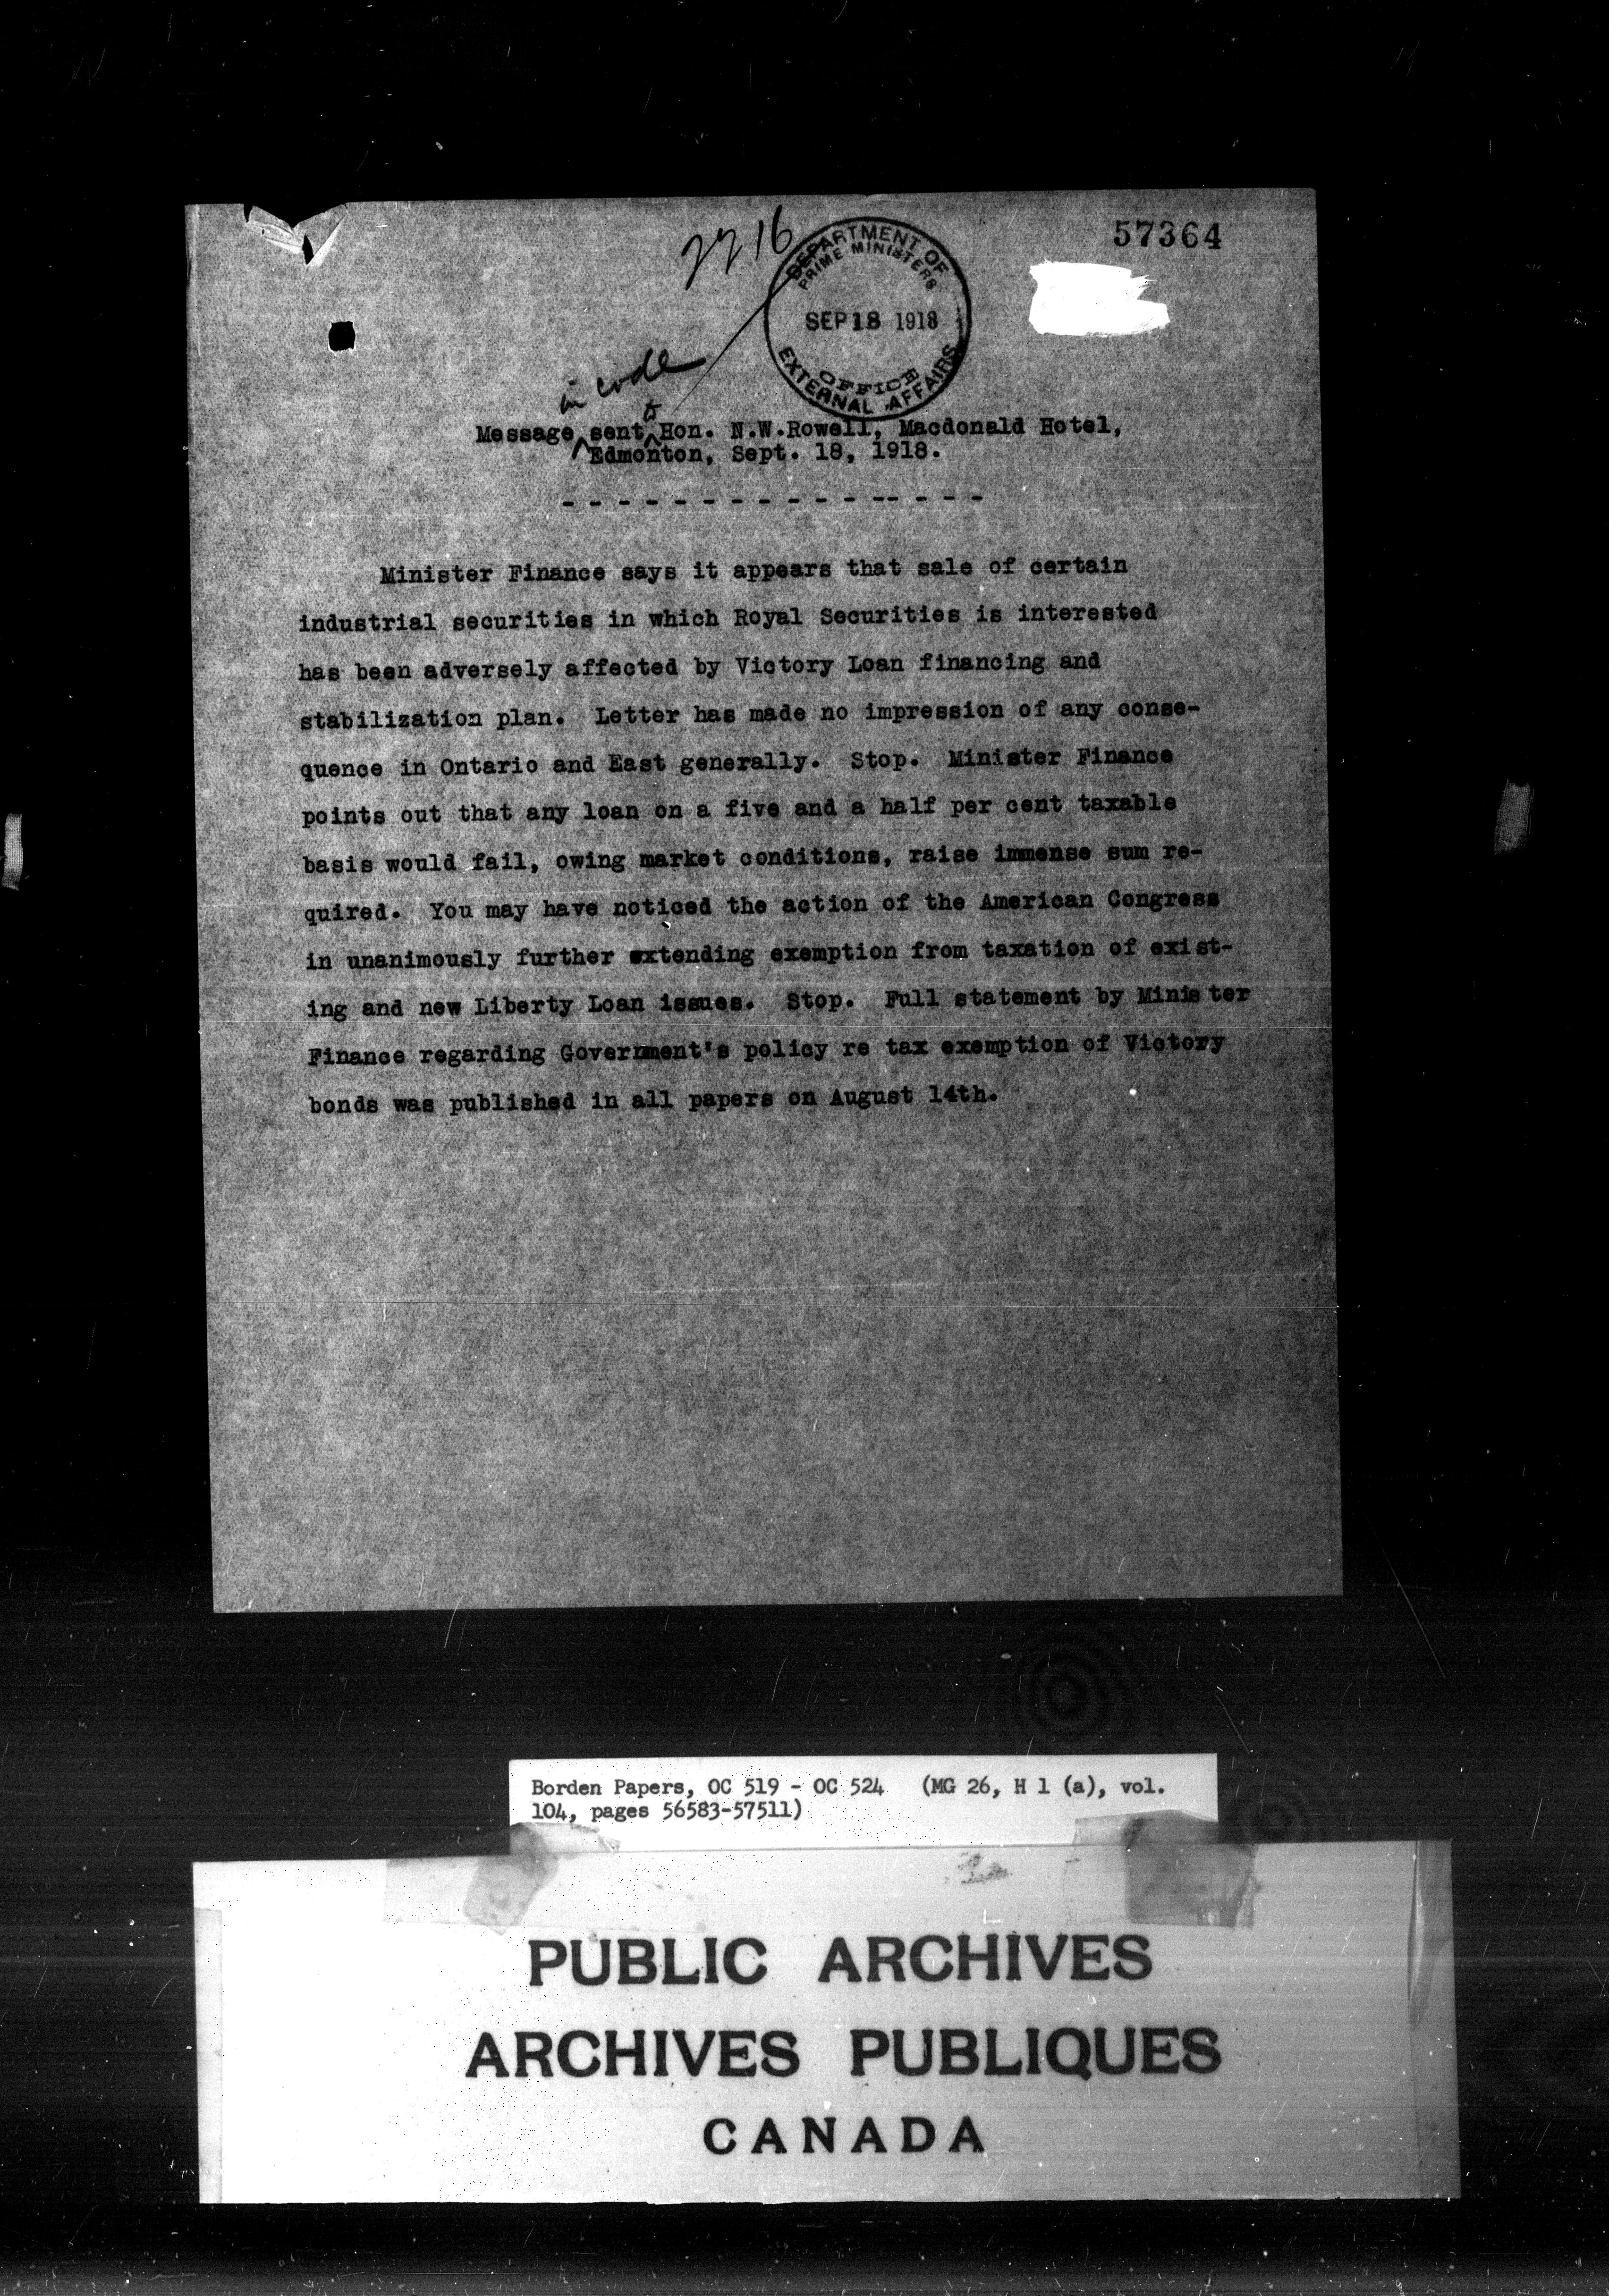 57364
2216
DEPARTMENT OF
PRIME MINISTERS
SEP 18 1918
OFFICE
EXTERNAL AFFAIRS
in code
to
Message sent Hon. N.W.Rowell, Macdonald Hotel,
Edmonton, Sept. 18, 1918.
- - - - - - - - - - - -- - - -
Minister Finance says it appears that sale of certain
industrial securities in which Royal Securities is interested
has been adversely affected by Victory Loan financing and
stabilization plan. Letter has made no impression of any conse-
quence in Ontario and East generally. Stop. Minister Finance
points out that any loan on a five and a half per cent taxable
basis would fail, owing market conditions, raise immense sum re-
quired. You may have noticed the action of the American Congress
in unanimously further extending exemption from taxation of exist-
ing and new Liberty Loan issues. Stop. Full statement by Minister
Finance regarding Government's policy re tax exemption of Victory
bonds was published in all papers on August 14th.
Borden Papers, OC 519 - OC 524 (MG 26, H 1 (a), vol.
104, pages 56583-57511)
PUBLIC ARCHIVES
ARCHIVES PUBLIQUES
CANADA